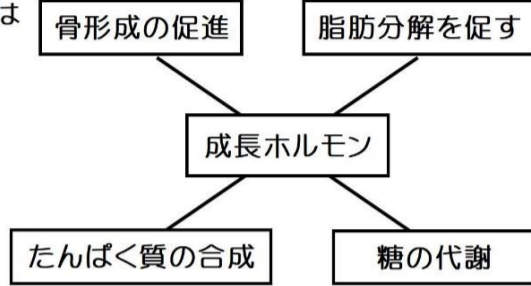 は
骨形成の促進
脂肪分解を促す
成長ホルモン
たんぱく質の合成
糖の代謝